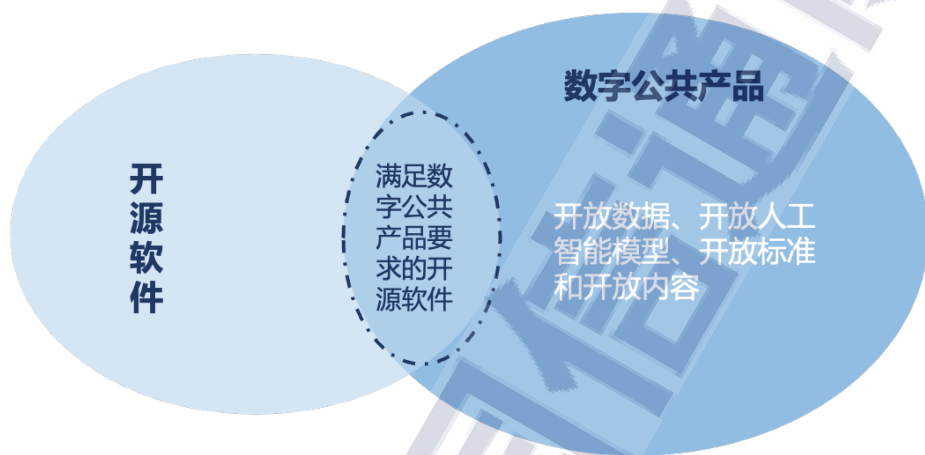 数字公共产品
开
源
软
件
满足数
字公共
产品要
求的开
源软件
开放数据、开放人工
智能模型、开放标准
和开放内容